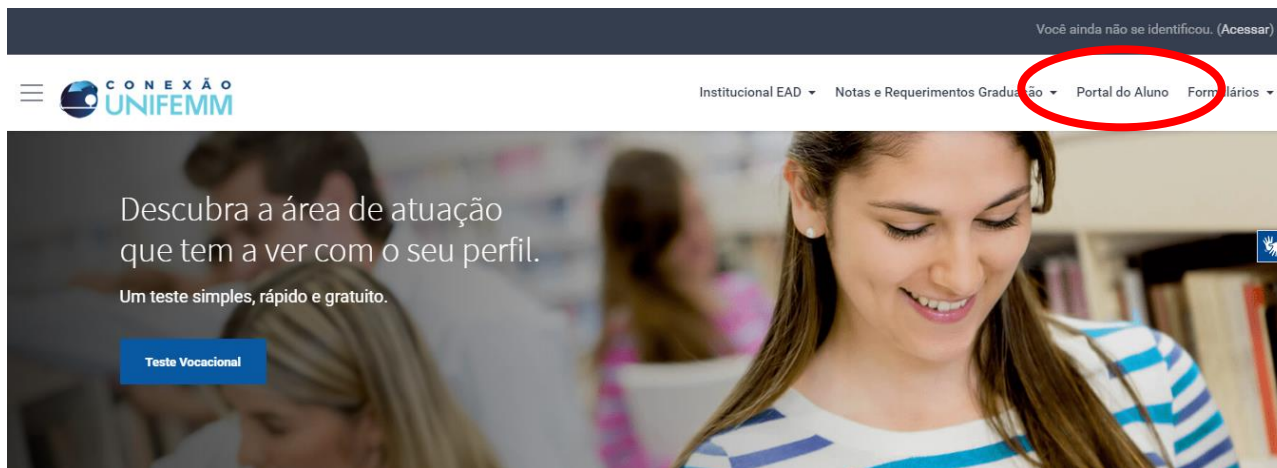 Você ainda não se identificou. (Acessar)
CONEXÃO
UNIFEMM
Institucional EAD Notas e Requerimentos Graduação Portal do Aluno Formulários
Descubra a área de atuação
que tem a ver com o seu perfil.
Um teste simples, rápido e gratuito.
Teste Vocacional